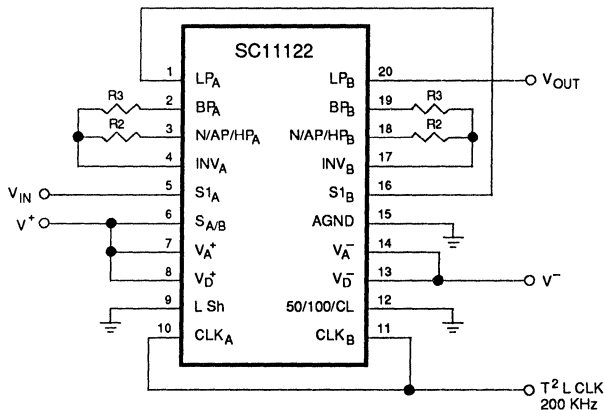 SC11122
1 LP_A LP_B 20 V_OUT
R3 2 BP_A BP_B 19 R3
R2 3 N/AP/HP_A N/AP/HP_B 18 R2
4 INV_A INV_B 17
V_IN 5 S1_A S1_B 16
V^+ 6 S_A/B AGND 15
7 V_A^+ V_A^- 14
8 V_D^+ V_D^- 13 V^-
9 L Sh 50/100/CL 12
10 CLK_A CLK_B 11
T^2 L CLK
200 KHz